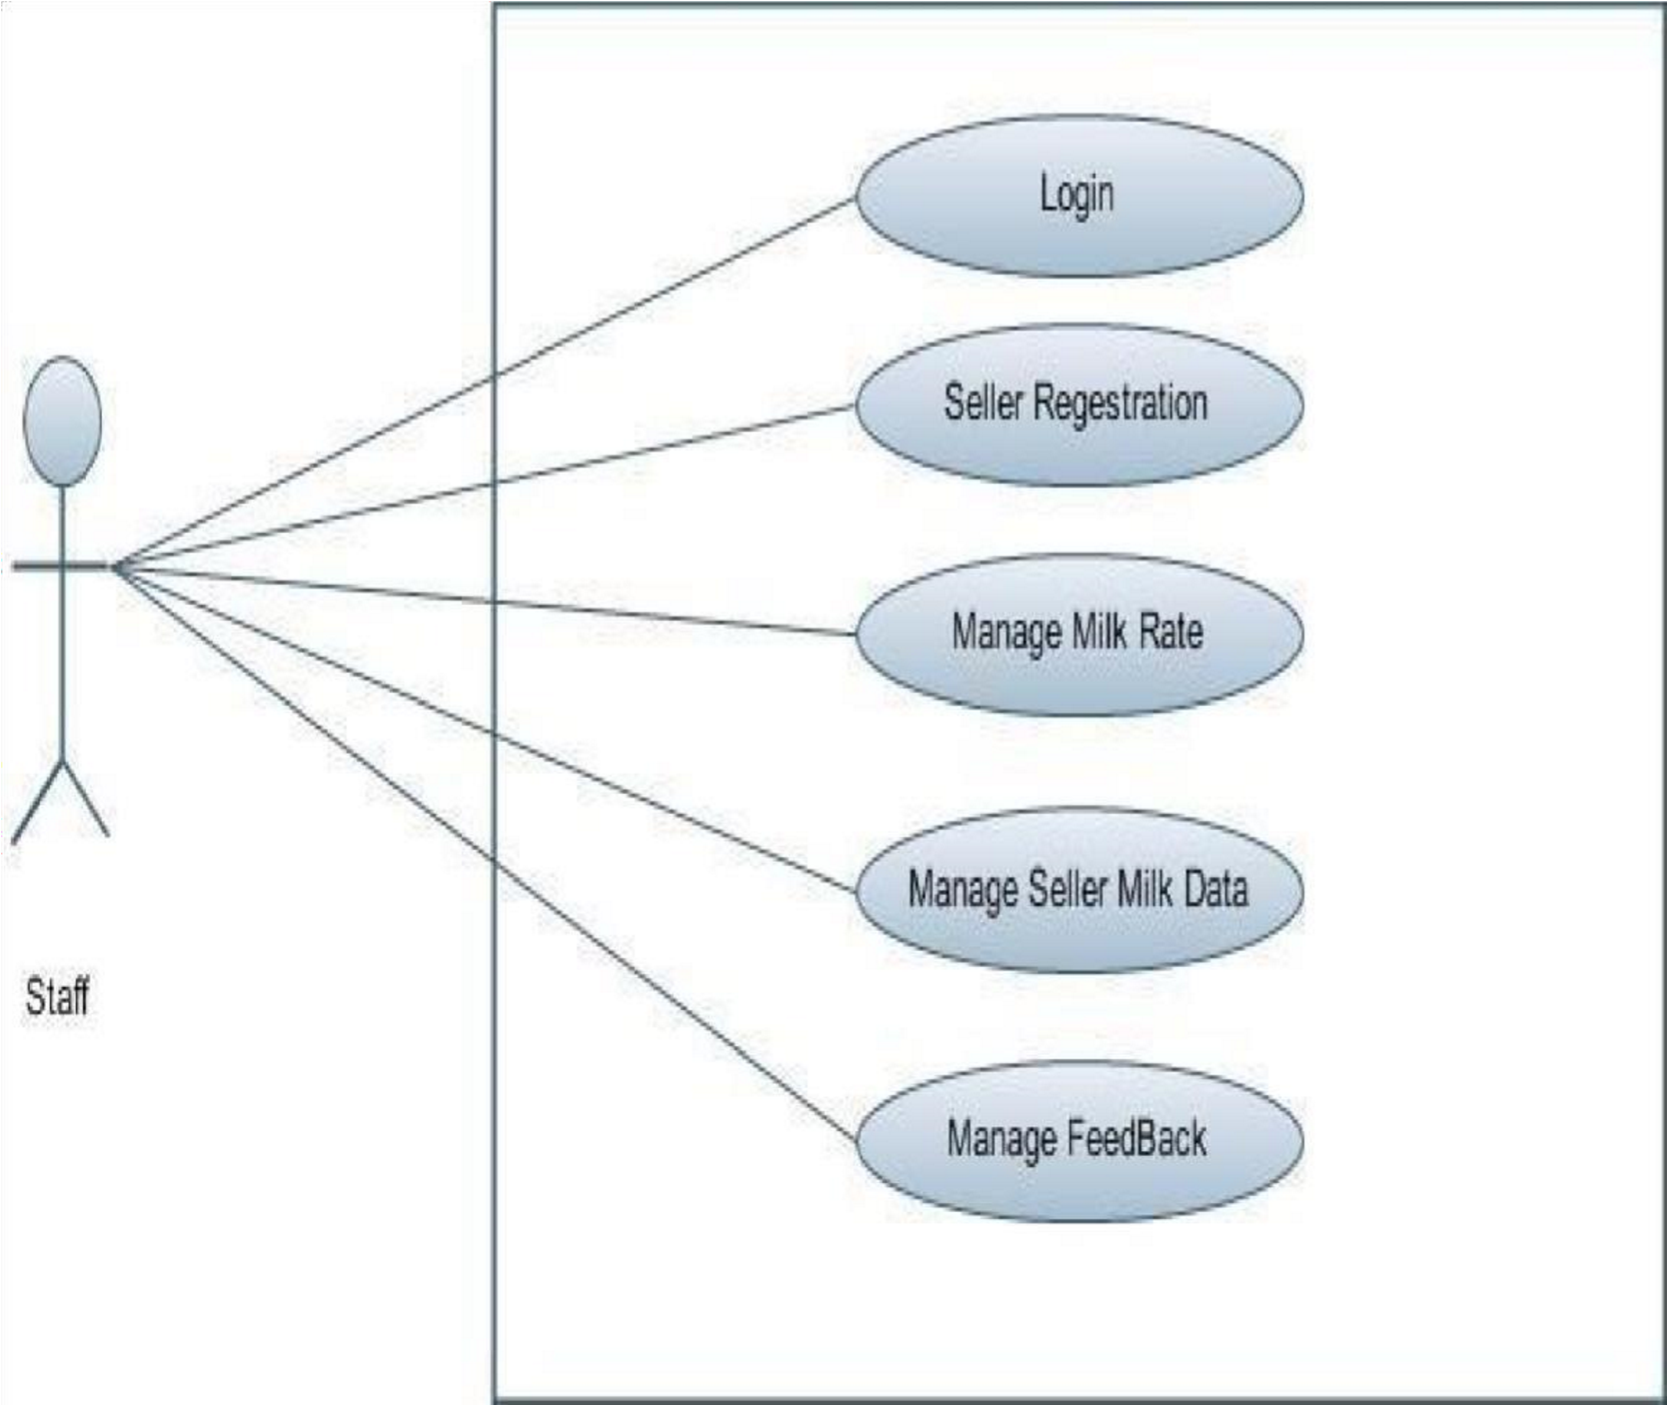 Login
Seller Regestration
Manage Milk Rate
Manage Seller Milk Data
Staff
Manage FeedBack